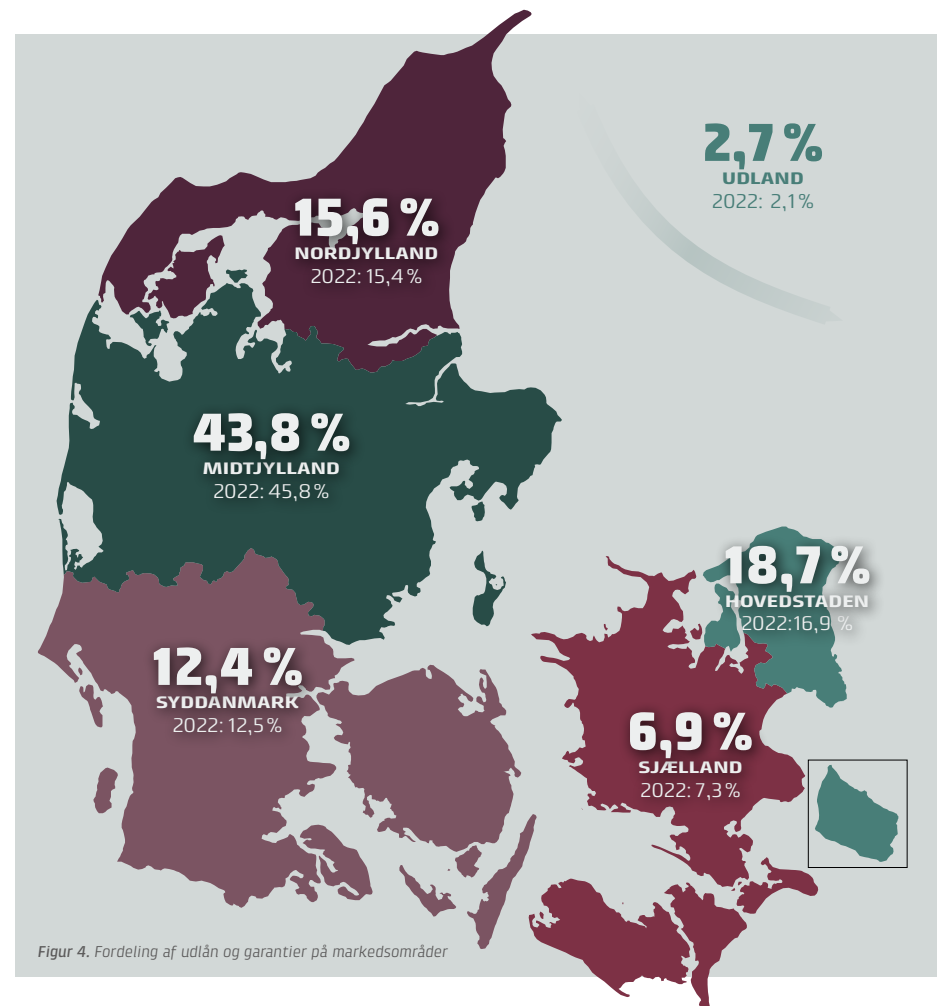 2,7 %
UDLAND
2022: 2,1%
15,6 %
NORDJYLLAND
2022: 15,4 %
43,8 %
MIDTJYLLAND
2022: 45,8 %
18,7 %
HOVEDSTADEN
2022:16,9 %
12,4 %
SYDDANMARK
2022: 12,5 %
6,9 %
SJÆLLAND
2022: 7,3 %
Figur 4. Fordeling af udlån og garantier på markedsområder